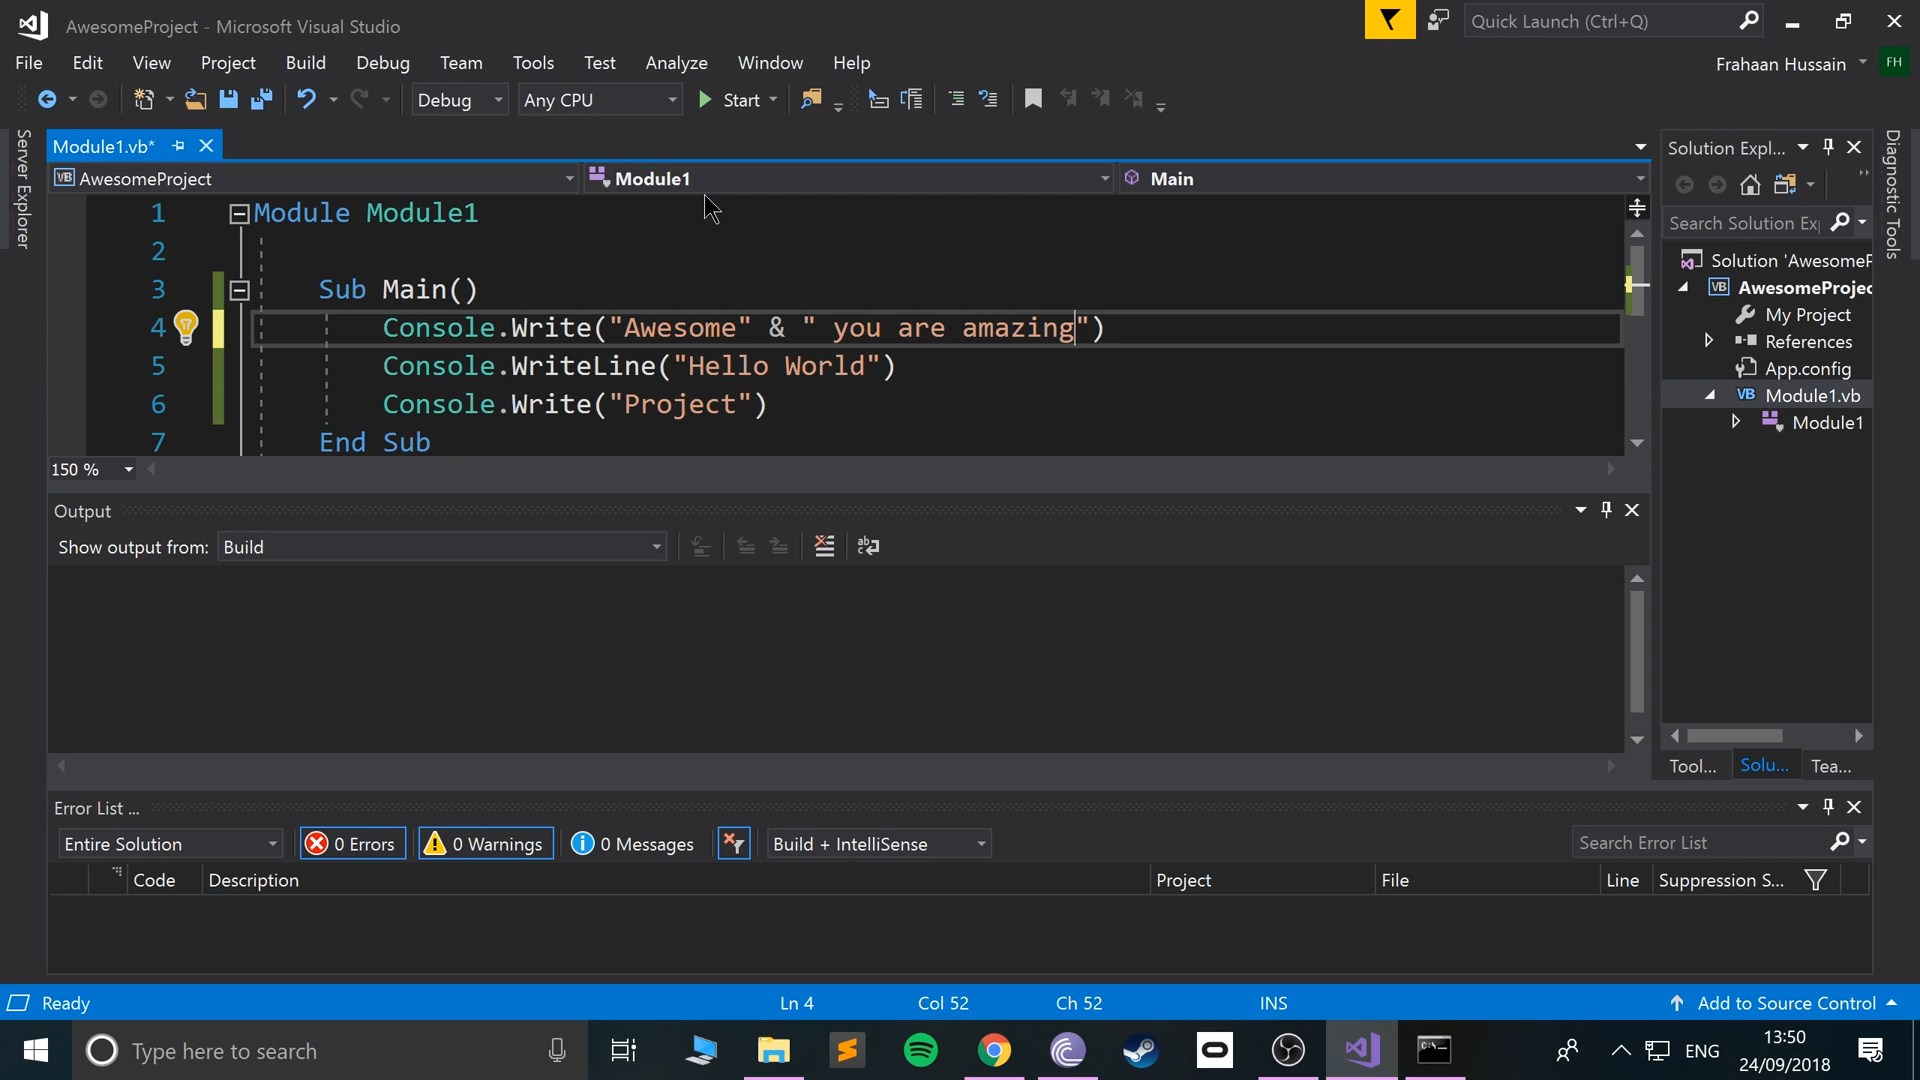 AwesomeProject - Microsoft Visual Studio
Quick Launch (Ctrl+Q)
File Edit View Project Build Debug Team Tools Test Analyze Window Help
Frahaan Hussain FH
Debug Any CPU Start
Server Explorer
Module1.vb*
AwesomeProject Module1 Main
1 Module Module1
2
3 Sub Main()
4 Console.Write("Awesome" & " you are amazing")
5 Console.WriteLine("Hello World")
6 Console.Write("Project")
7 End Sub
150 %
Output
Show output from: Build
Solution Expl...
Search Solution Ex
Solution 'AwesomeP
VB AwesomeProjec
My Project
References
App.config
VB Module1.vb
Module1
Tool... Solu... Tea...
Diagnostic Tools
Error List ...
Entire Solution 0 Errors 0 Warnings 0 Messages Build + IntelliSense Search Error List
Code Description Project File Line Suppression S...
Ready Ln 4 Col 52 Ch 52 INS Add to Source Control
Type here to search
ENG
13:50
24/09/2018